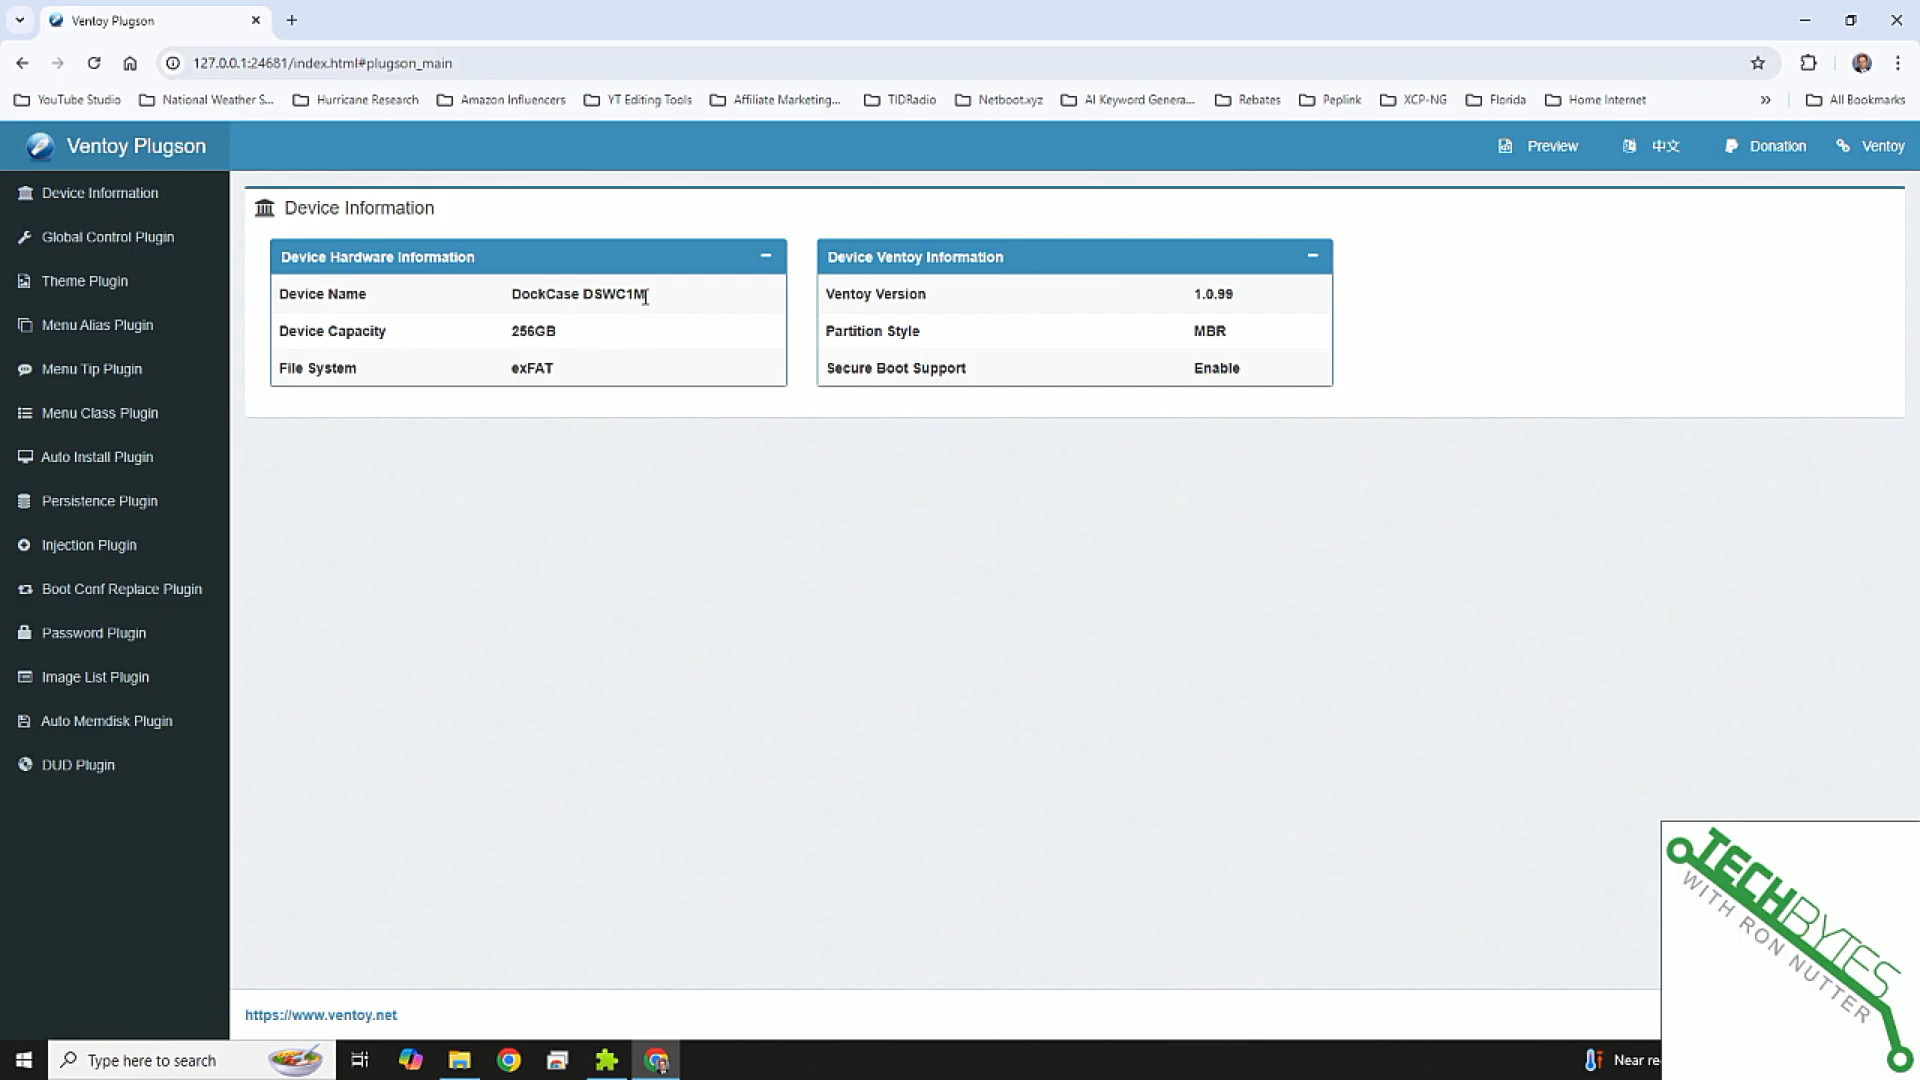 Ventoy Plugson
127.0.0.1:24681/index.html#plugson_main
YouTube Studio
National Weather S...
Hurricane Research
Amazon Influencers
YT Editing Tools
Affiliate Marketing...
TIDRadio
Netboot.xyz
AI Keyword Genera...
Rebates
Peplink
XCP-NG
Florida
Home Internet
»
All Bookmarks
Ventoy Plugson
Preview
中文
Donation
Ventoy
Device Information
Global Control Plugin
Theme Plugin
Menu Alias Plugin
Menu Tip Plugin
Menu Class Plugin
Auto Install Plugin
Persistence Plugin
Injection Plugin
Boot Conf Replace Plugin
Password Plugin
Image List Plugin
Auto Memdisk Plugin
DUD Plugin
Device Information
Device Hardware Information
Device Name DockCase DSWC1M
Device Capacity 256GB
File System exFAT
Device Ventoy Information
Ventoy Version 1.0.99
Partition Style MBR
Secure Boot Support Enable
https://www.ventoy.net
TECHBYTES
WITH RON NUTTER
Type here to search
Near re